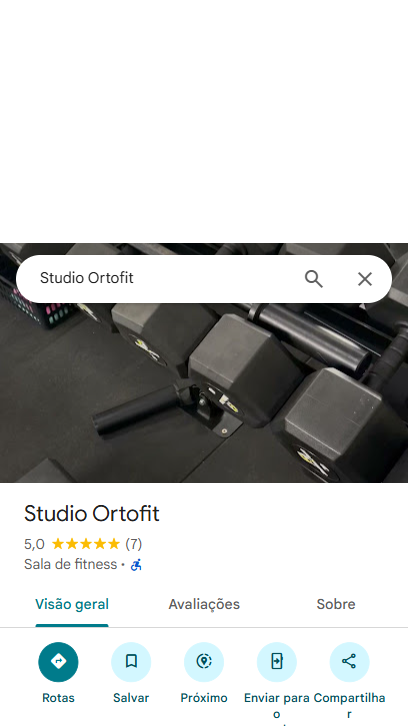 Studio Ortofit
Studio Ortofit
5,0 (7)
Sala de fitness ·
Visão geral Avaliações Sobre
Rotas Salvar Próximo Enviar para Compartilha
o r